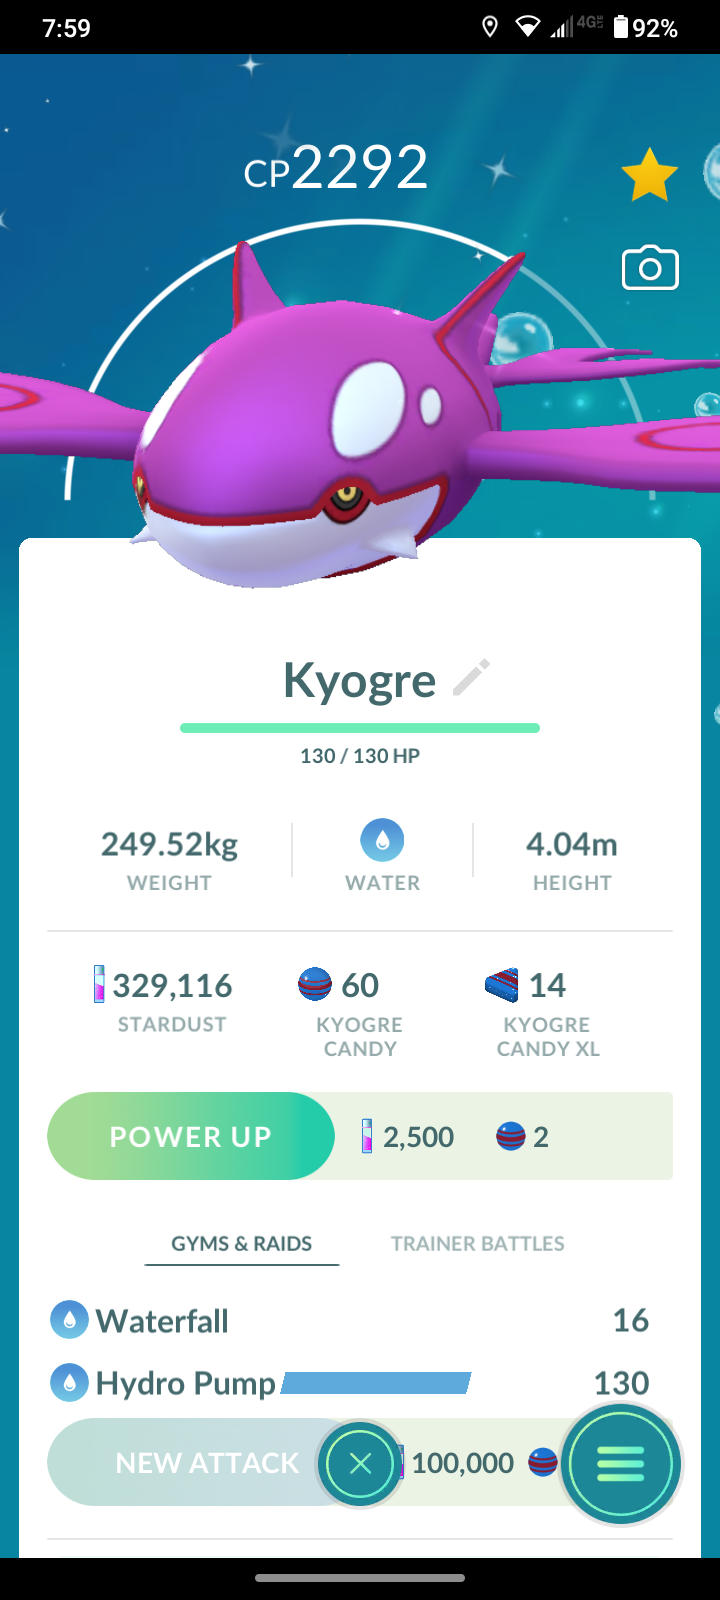 7:59 4G LTE 92%
CP2292
Kyogre
130 / 130 HP
249.52kg 4.04m
WEIGHT WATER HEIGHT
329,116 60 14
STARDUST KYOGRE KYOGRE
CANDY CANDY XL
POWER UP 2,500 2
GYMS & RAIDS TRAINER BATTLES
Waterfall 16
Hydro Pump 130
NEW ATTACK 100,000